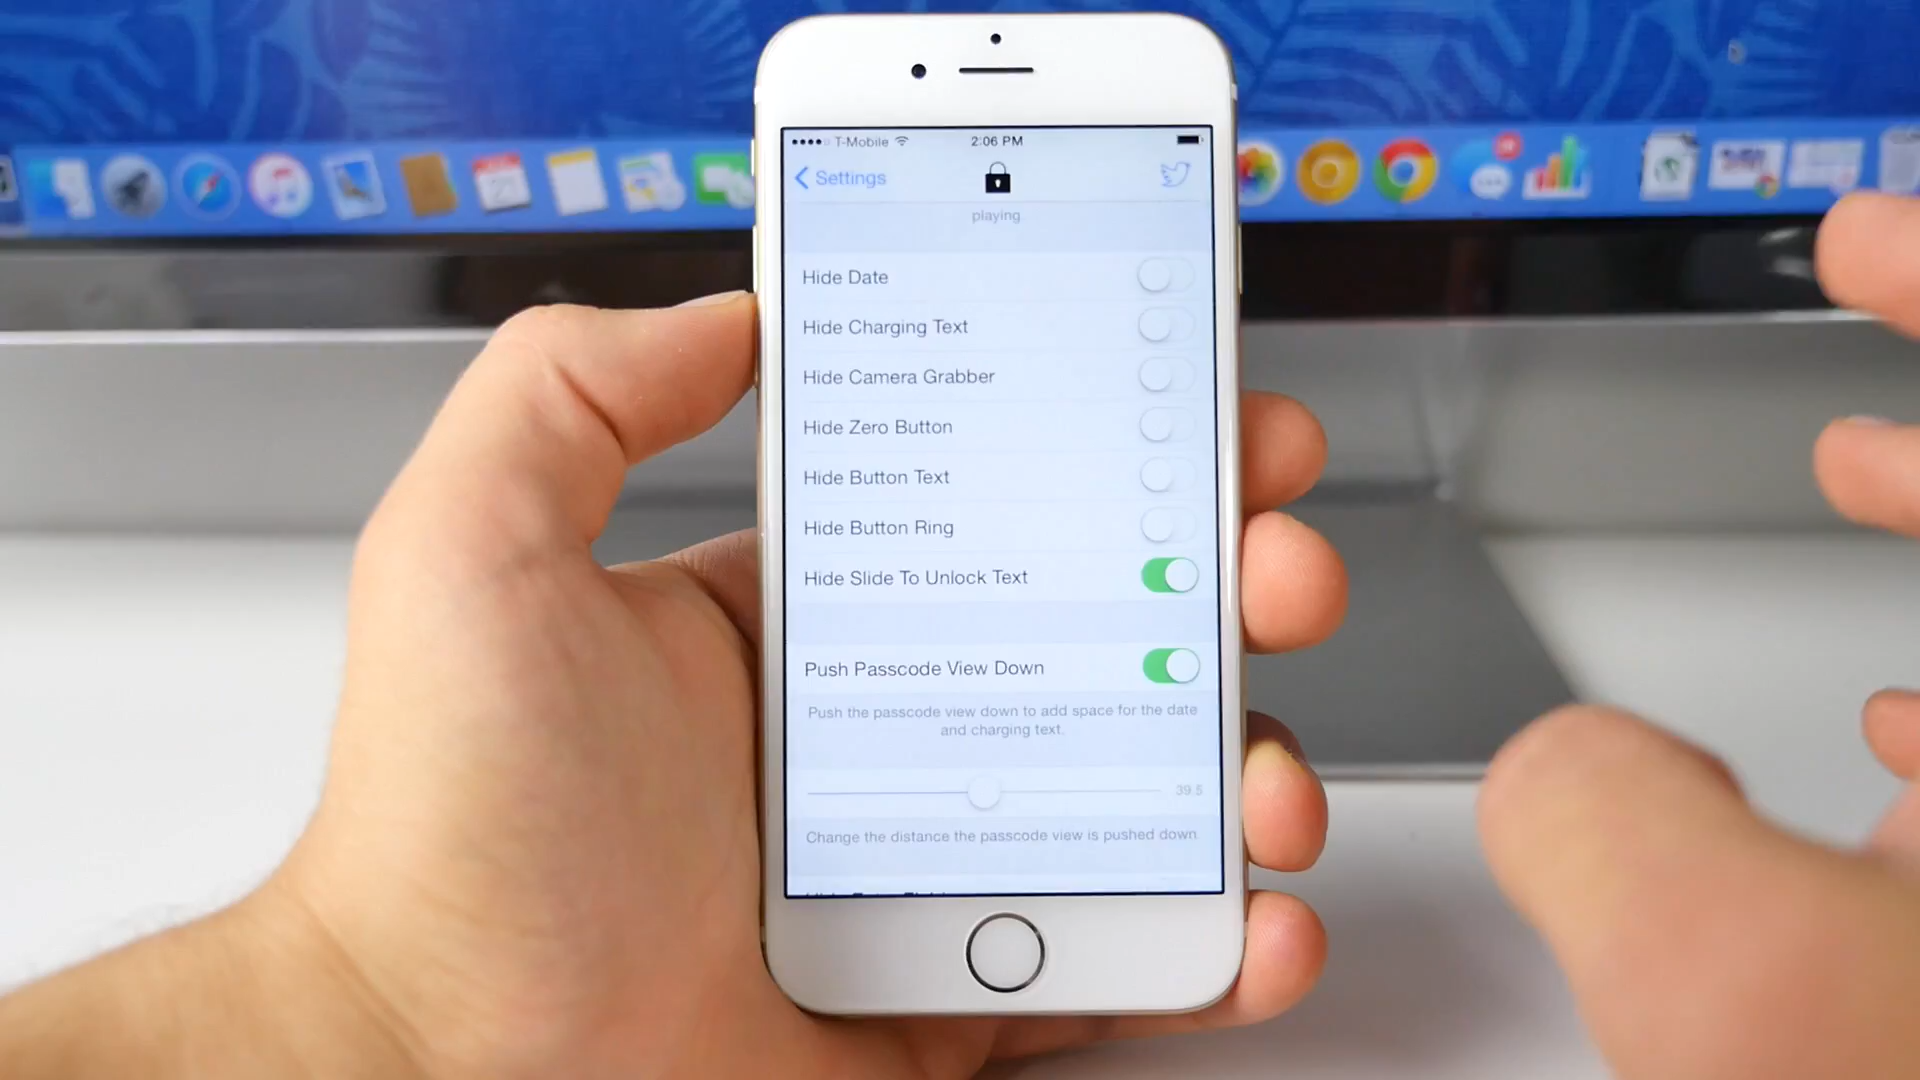 T-Mobile
2:06 PM
Settings
playing
Hide Date
Hide Charging Text
Hide Camera Grabber
Hide Zero Button
Hide Button Text
Hide Button Ring
Hide Slide To Unlock Text
Push Passcode View Down
Push the passcode view down to add space for the date
and charging text.
39.5
Change the distance the passcode view is pushed down